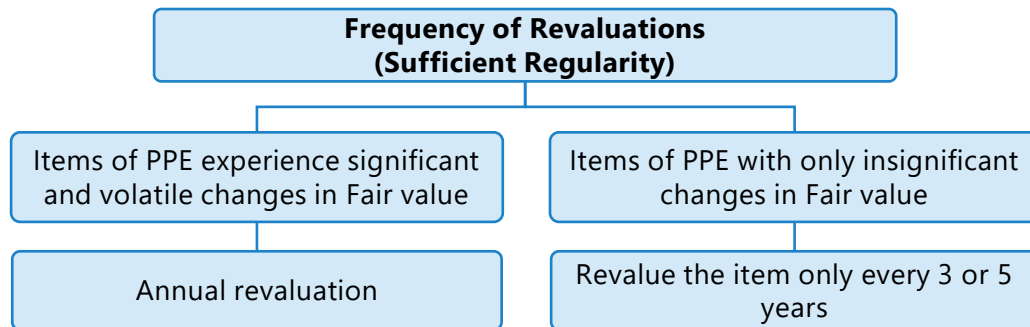 Frequency of Revaluations
(Sufficient Regularity)
Items of PPE experience significant
and volatile changes in Fair value
Items of PPE with only insignificant
changes in Fair value
Annual revaluation
Revalue the item only every 3 or 5
years